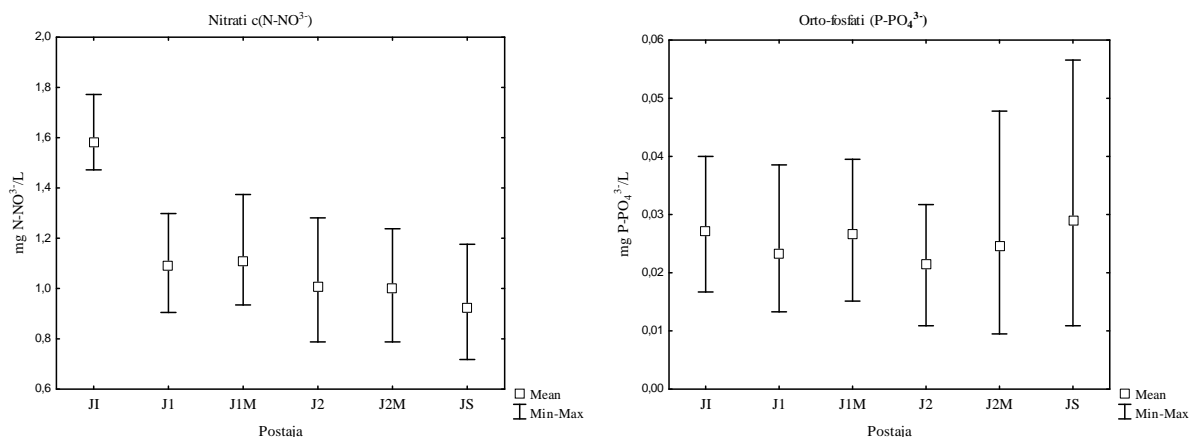 Nitrati c(N-NO³⁻)
mg N-NO³⁻/L
2,0
1,8
1,6
1,4
1,2
1,0
0,8
0,6
JI J1 J1M J2 J2M JS
Postaja
Mean
Min-Max
Orto-fosfati (P-PO₄³⁻)
mg P-PO₄³⁻/L
0,06
0,05
0,04
0,03
0,02
0,01
0,00
JI J1 J1M J2 J2M JS
Postaja
Mean
Min-Max